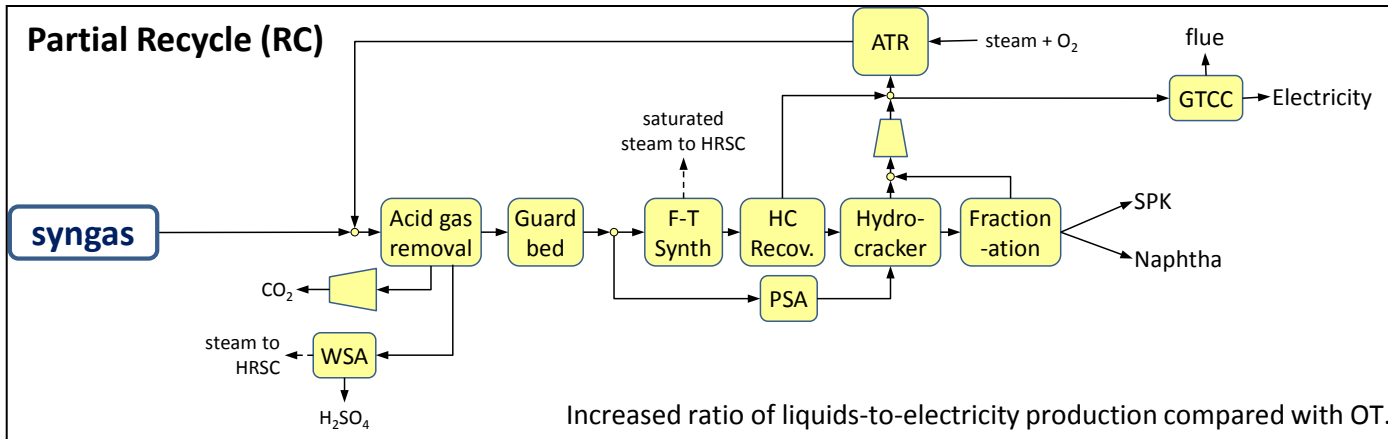 Partial Recycle (RC)
ATR
steam + O₂
flue
GTCC
Electricity
saturated
steam to HRSC
syngas
Acid gas
removal
Guard
bed
F-T
Synth
HC
Recov.
Hydro-
cracker
Fraction
-ation
SPK
Naphtha
CO₂
PSA
steam to
HRSC
WSA
H₂SO₄
Increased ratio of liquids-to-electricity production compared with OT.